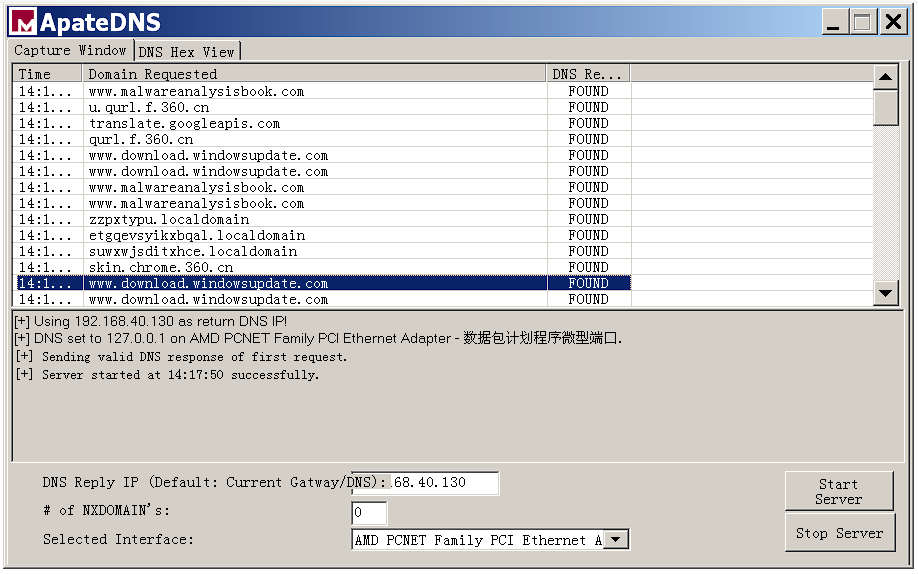 ApateDNS
Capture Window DNS Hex View
Time Domain Requested DNS Re...
14:1... www.malwareanalysisbook.com FOUND
14:1... u.qurl.f.360.cn FOUND
14:1... translate.googleapis.com FOUND
14:1... qurl.f.360.cn FOUND
14:1... www.download.windowsupdate.com FOUND
14:1... www.download.windowsupdate.com FOUND
14:1... www.malwareanalysisbook.com FOUND
14:1... www.malwareanalysisbook.com FOUND
14:1... zzpxtypu.localdomain FOUND
14:1... etgqevsyikxbqal.localdomain FOUND
14:1... suwxwjsditxhce.localdomain FOUND
14:1... skin.chrome.360.cn FOUND
14:1... www.download.windowsupdate.com FOUND
14:1... www.download.windowsupdate.com FOUND
[+] Using 192.168.40.130 as return DNS IP!
[+] DNS set to 127.0.0.1 on AMD PCNET Family PCI Ethernet Adapter - 数据包计划程序微型端口.
[+] Sending valid DNS response of first request.
[+] Server started at 14:17:50 successfully.
DNS Reply IP (Default: Current Gatway/DNS): .68.40.130
# of NXDOMAIN's: 0
Selected Interface: AMD PCNET Family PCI Ethernet A
Start
Server
Stop Server